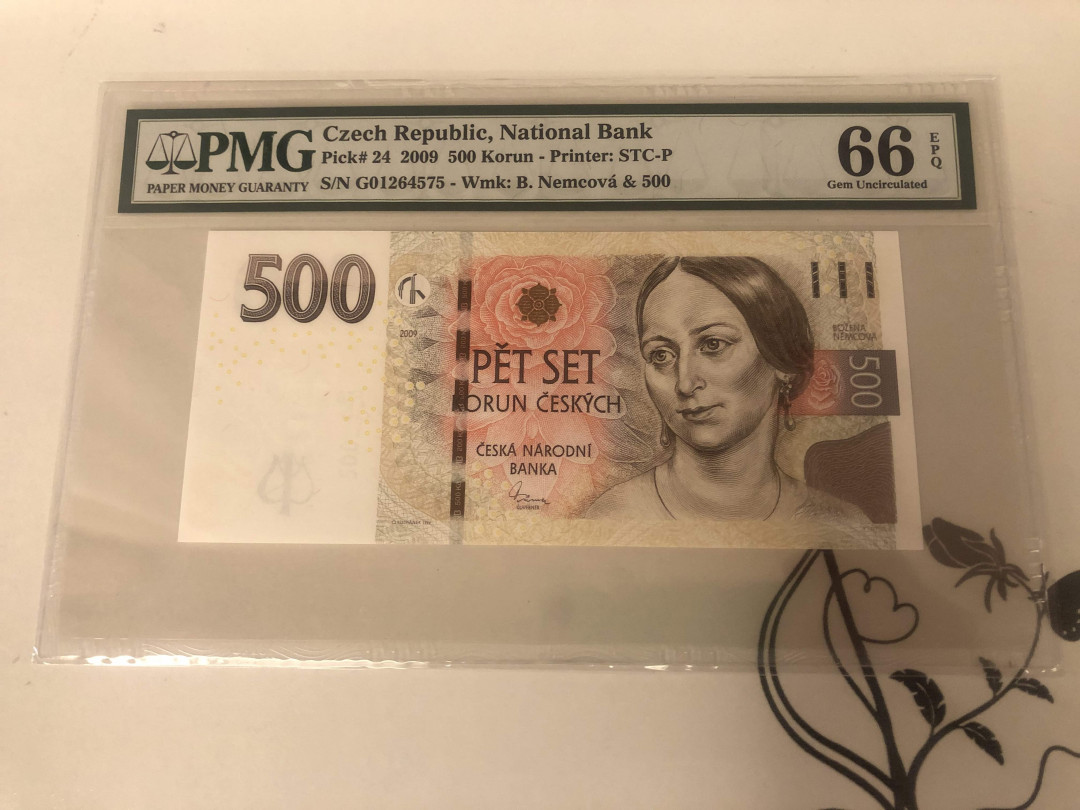 PMG
PAPER MONEY GUARANTY
Czech Republic, National Bank
Pick# 24 2009 500 Korun - Printer: STC-P
S/N G01264575 - Wmk: B. Nemcová & 500
66
EPQ
Gem Uncirculated
500
2009
PĚT SET
KORUN ČESKÝCH
ČESKÁ NÁRODNÍ
BANKA
GUVERNÉR
BOŽENA
NĚMCOVÁ
500